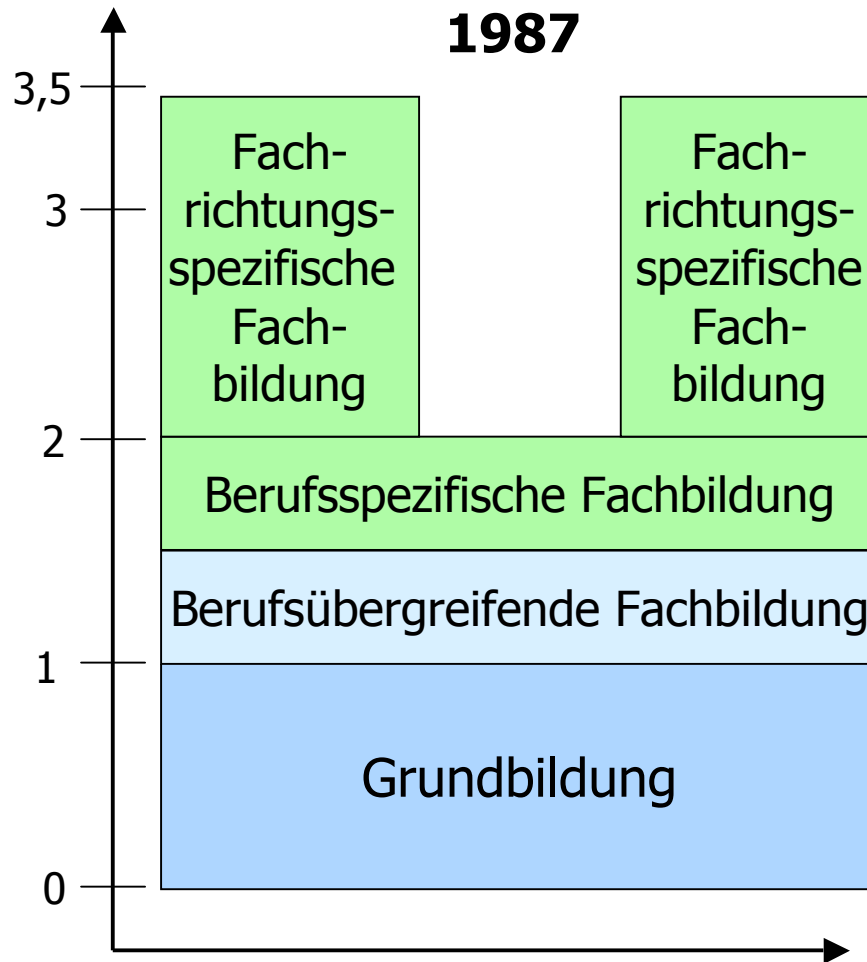 1987
3,5
3
2
1
0
Fach-
richtungs-
spezifische
Fach-
bildung
Fach-
richtungs-
spezifische
Fach-
bildung
Berufsspezifische Fachbildung
Berufsübergreifende Fachbildung
Grundbildung